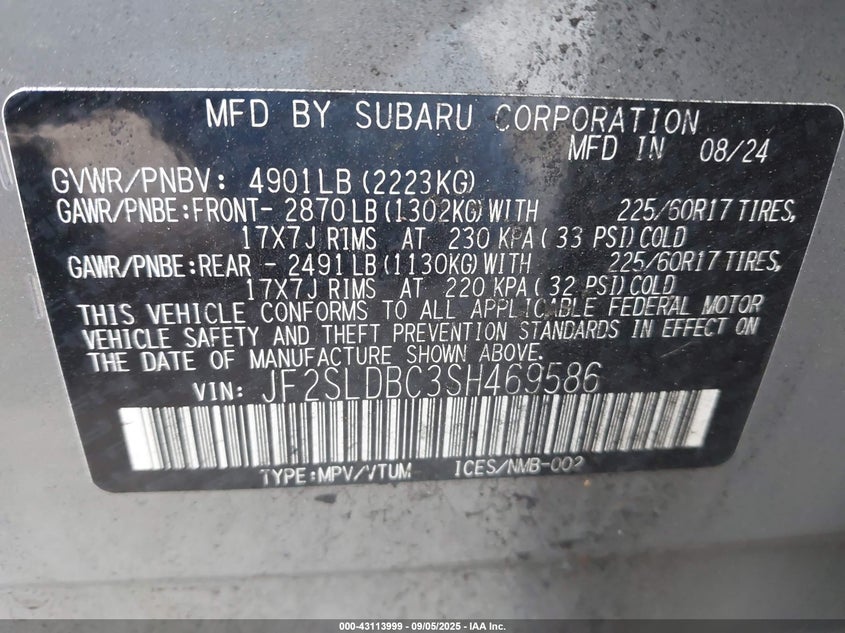 MFD BY SUBARU CORPORATION
MFD IN 08/24
GVWR/PNBV: 4901LB(2223KG)
GAWR/PNBE:FRONT- 2870LB(1302KG)WITH 225/60R17 TIRES,
17X7J RIMS AT 230 KPA( 33 PSI)COLD
GAWR/PNBE:REAR - 2491LB(1130KG)WITH 225/60R17 TIRES,
17X7J RIMS AT 220 KPA( 32 PSI)COLD
THIS VEHICLE CONFORMS TO ALL APPLICABLE FEDERAL MOTOR
VEHICLE SAFETY AND THEFT PREVENTION STANDARDS IN EFFECT ON
THE DATE OF MANUFACTURE SHOWN ABOVE.
VIN: JF2SLDBC3SH469586
TYPE:MPV/VTUM ICES/NMB-002
000-43113999 - 09/05/2025 - IAA Inc.